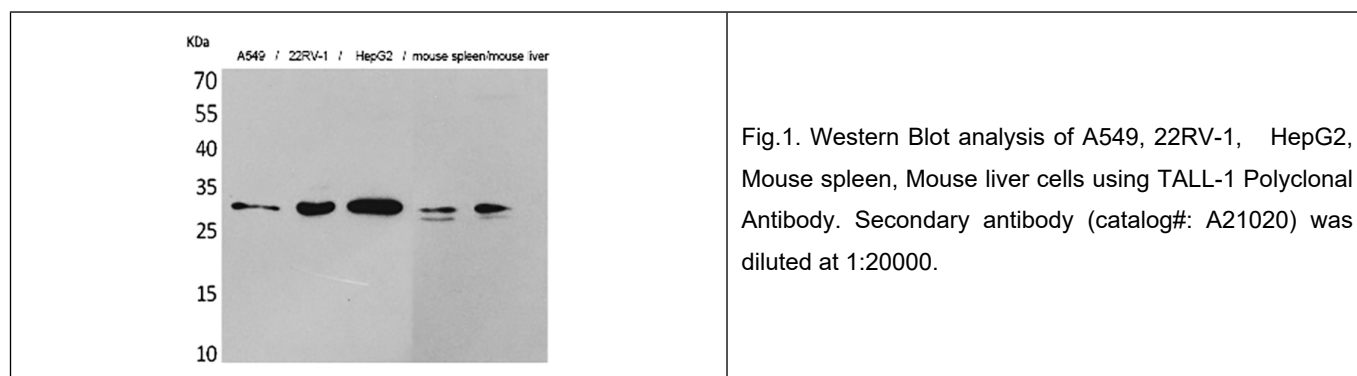 KDa
A549 / 22RV-1 / HepG2 / mouse spleen/mouse liver
70
55
40
35
25
15
10
Fig.1. Western Blot analysis of A549, 22RV-1, HepG2,
Mouse spleen, Mouse liver cells using TALL-1 Polyclonal
Antibody. Secondary antibody (catalog#: A21020) was
diluted at 1:20000.